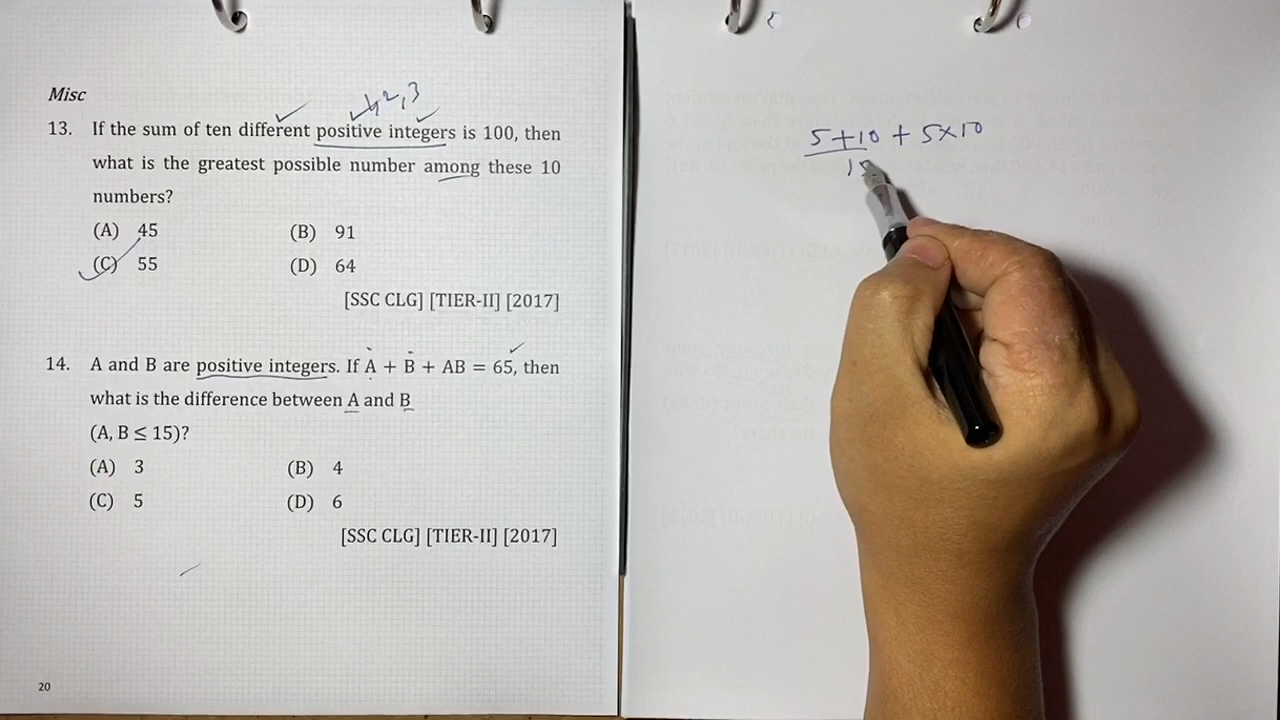 Misc
1, 2, 3
13. If the sum of ten different positive integers is 100, then
what is the greatest possible number among these 10
numbers?
(A) 45 (B) 91
(C) 55 (D) 64
[SSC CLG] [TIER-II] [2017]
14. A and B are positive integers. If A + B + AB = 65, then
what is the difference between A and B
(A, B ≤ 15)?
(A) 3 (B) 4
(C) 5 (D) 6
[SSC CLG] [TIER-II] [2017]
20
5+10 + 5×10